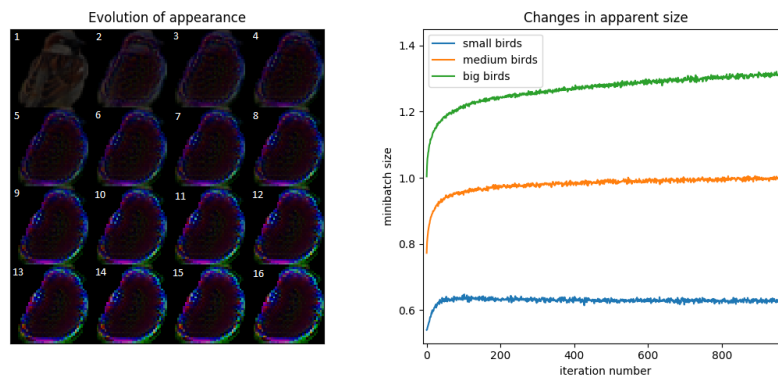 Evolution of appearance
1 2 3 4
5 6 7 8
9 10 11 12
13 14 15 16
Changes in apparent size
small birds
medium birds
big birds
1.4
1.2
1.0
0.8
0.6
minibatch size
0 200 400 600 800
iteration number